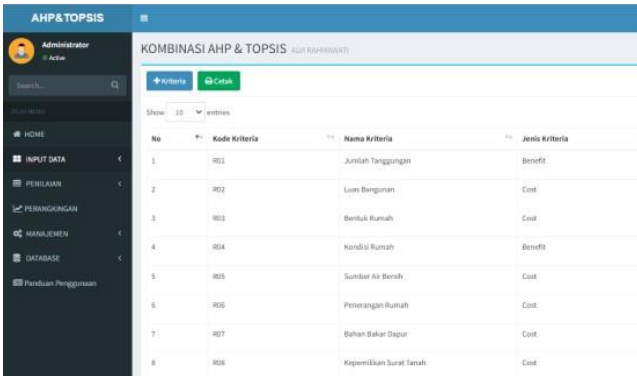 AHP&TOPSIS
Administrator
Active
Search...
HOME
INPUT DATA
PENILAIAN
PERANGKINGAN
MANAJEMEN
DATABASE
Panduan Penggunaan
KOMBINASI AHP & TOPSIS
Kriteria Cetak
Show 10 entries
No Kode Kriteria Nama Kriteria Jenis Kriteria
1 R01 Jumlah Tanggungan Benefit
2 R02 Luas Bangunan Cost
3 R03 Bentuk Rumah Cost
4 R04 Kondisi Rumah Benefit
5 R05 Sumber Air Bersih Cost
6 R06 Penerangan Rumah Cost
7 R07 Bahan Bakar Dapur Cost
8 R08 Kepemilikan Surat Tanah Cost